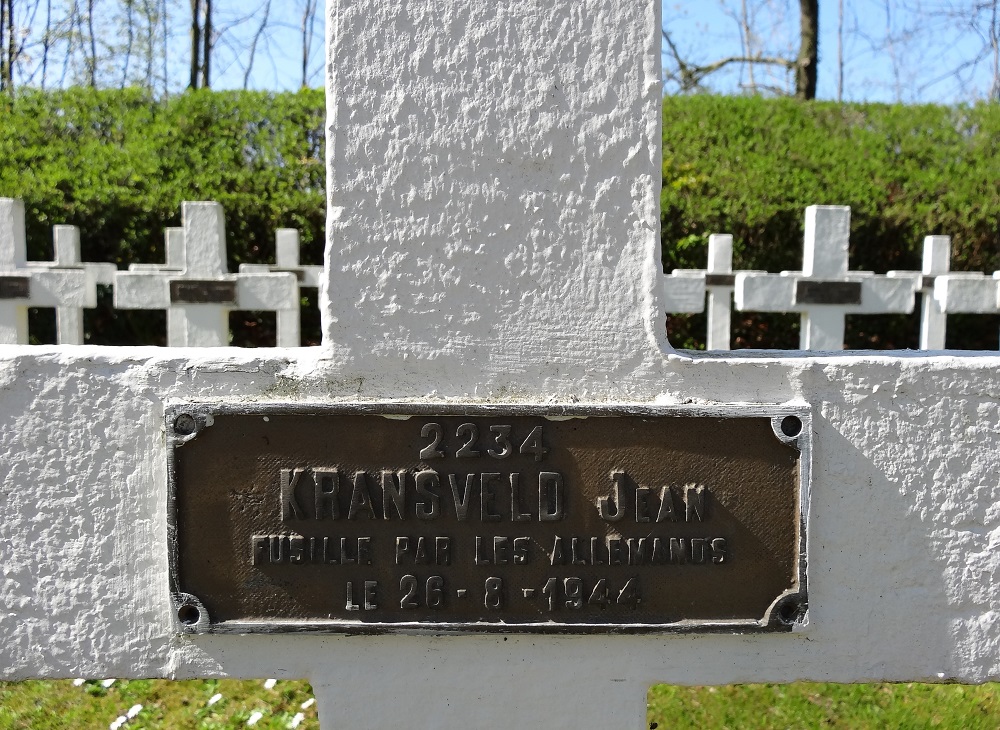 2234
KRANSVELD JEAN
FUSILLE PAR LES ALLEMANDS
LE 26-8-1944